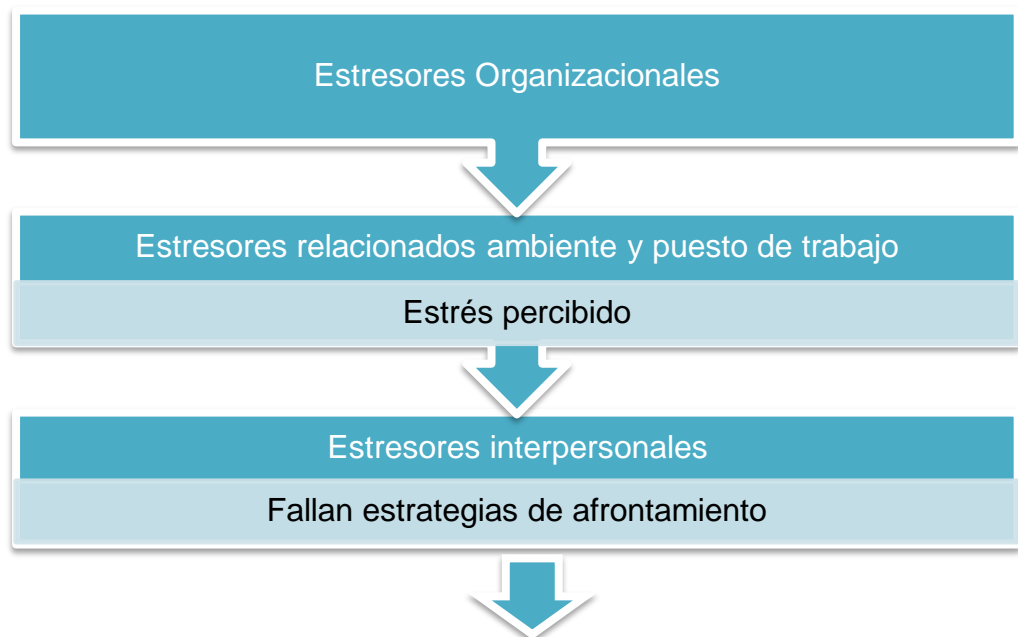 Estresores Organizacionales
Estresores relacionados ambiente y puesto de trabajo
Estrés percibido
Estresores interpersonales
Fallan estrategias de afrontamiento